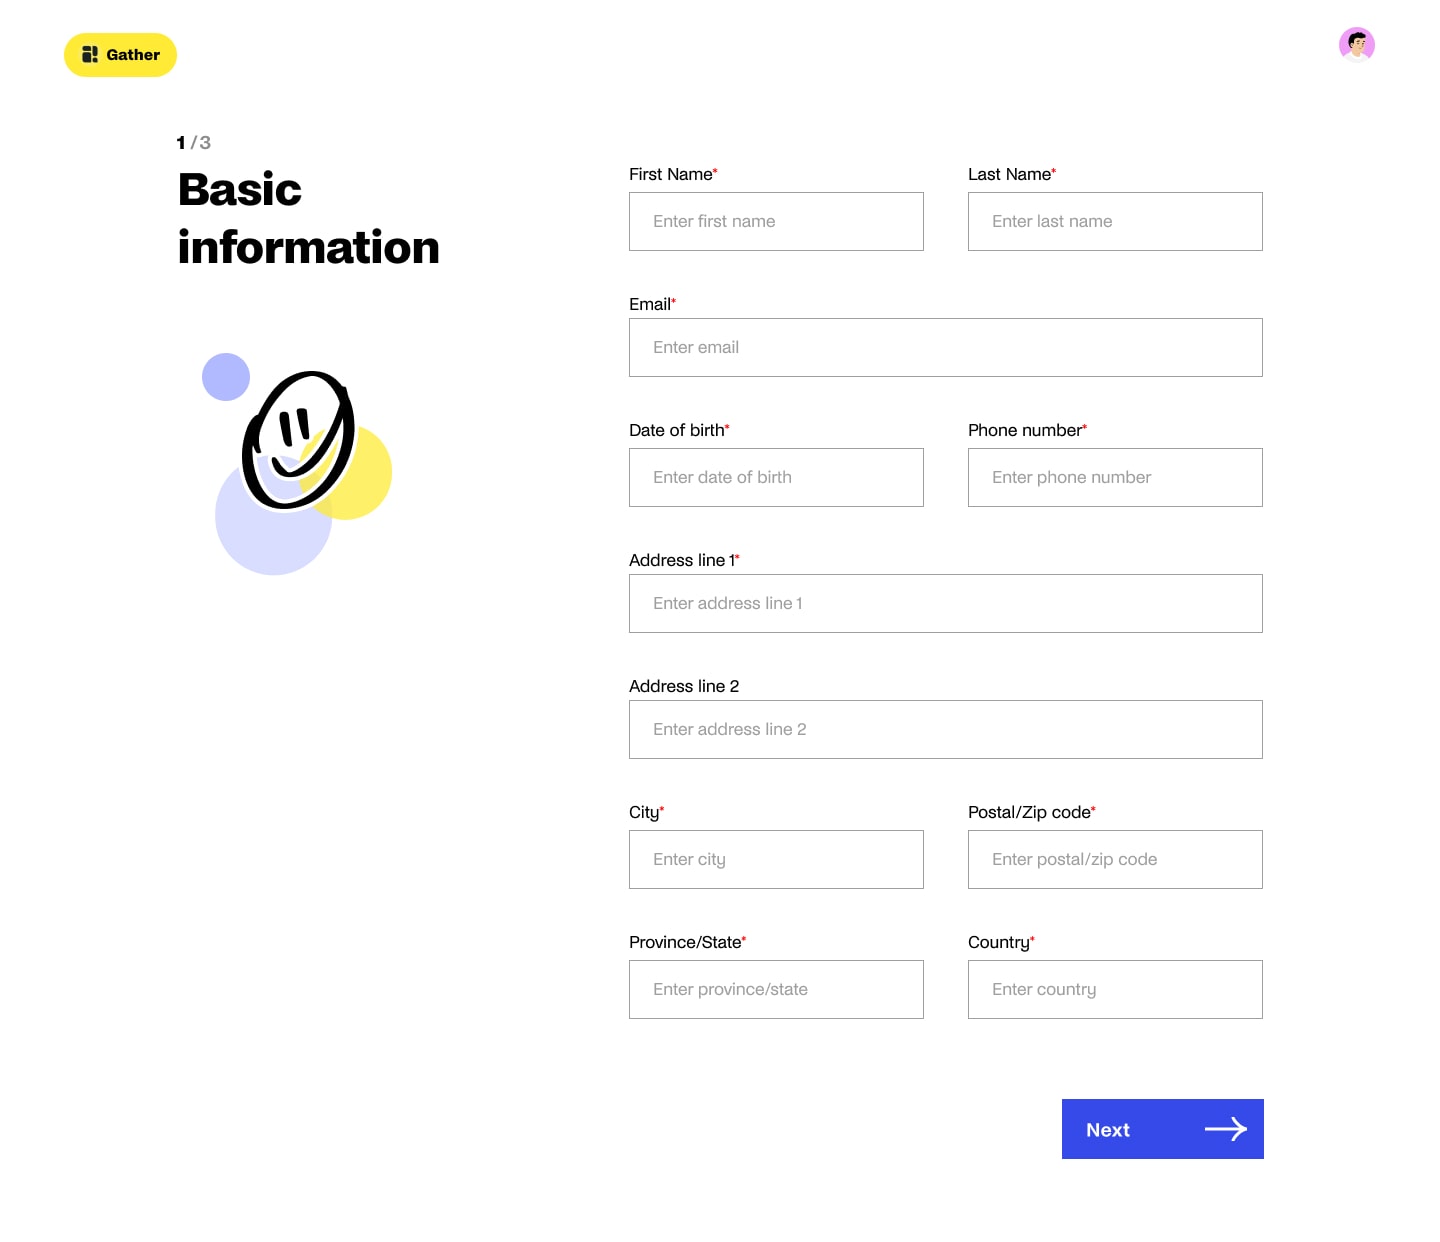 Gather
1 / 3
Basic
information
First Name*
Last Name*
Enter first name
Enter last name
Email*
Enter email
Date of birth*
Phone number*
Enter date of birth
Enter phone number
Address line 1*
Enter address line 1
Address line 2
Enter address line 2
City*
Postal/Zip code*
Enter city
Enter postal/zip code
Province/State*
Country*
Enter province/state
Enter country
Next